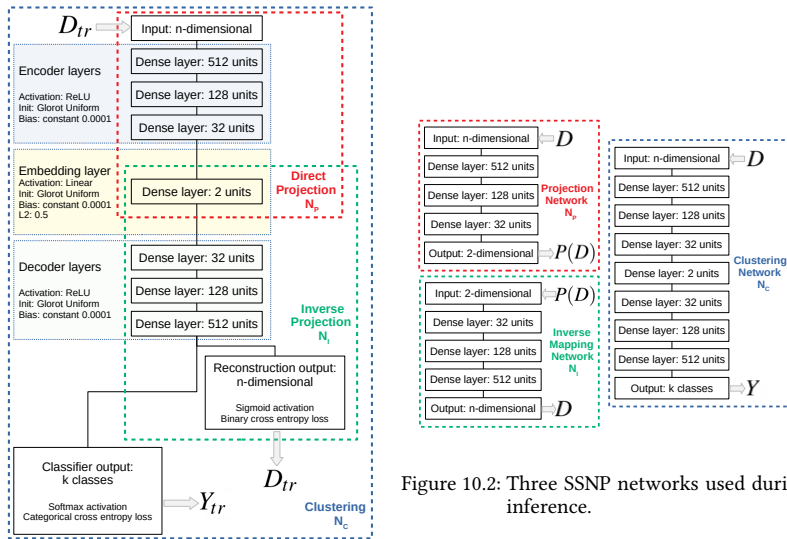 D_tr
Input: n-dimensional
Encoder layers
Activation: ReLU
Init: Glorot Uniform
Bias: constant 0.0001
Dense layer: 512 units
Dense layer: 128 units
Dense layer: 32 units
Embedding layer
Activation: Linear
Init: Glorot Uniform
Bias: constant 0.0001
L2: 0.5
Dense layer: 2 units
Direct
Projection
N_P
Decoder layers
Activation: ReLU
Init: Glorot Uniform
Bias: constant 0.0001
Dense layer: 32 units
Dense layer: 128 units
Dense layer: 512 units
Inverse
Projection
N_I
Reconstruction output:
n-dimensional
Sigmoid activation
Binary cross entropy loss
D_tr
Classifier output:
k classes
Softmax activation
Categorical cross entropy loss
Y_tr
Clustering
N_C
Input: n-dimensional
D
Dense layer: 512 units
Dense layer: 128 units
Dense layer: 32 units
Output: 2-dimensional
P(D)
Projection
Network
N_P
Input: 2-dimensional
P(D)
Dense layer: 32 units
Dense layer: 128 units
Dense layer: 512 units
Output: n-dimensional
D
Inverse
Mapping
Network
N_I
Input: n-dimensional
D
Dense layer: 512 units
Dense layer: 128 units
Dense layer: 32 units
Dense layer: 2 units
Dense layer: 32 units
Dense layer: 128 units
Dense layer: 512 units
Output: k classes
Y
Clustering
Network
N_C
Figure 10.2: Three SSNP networks used duri
inference.